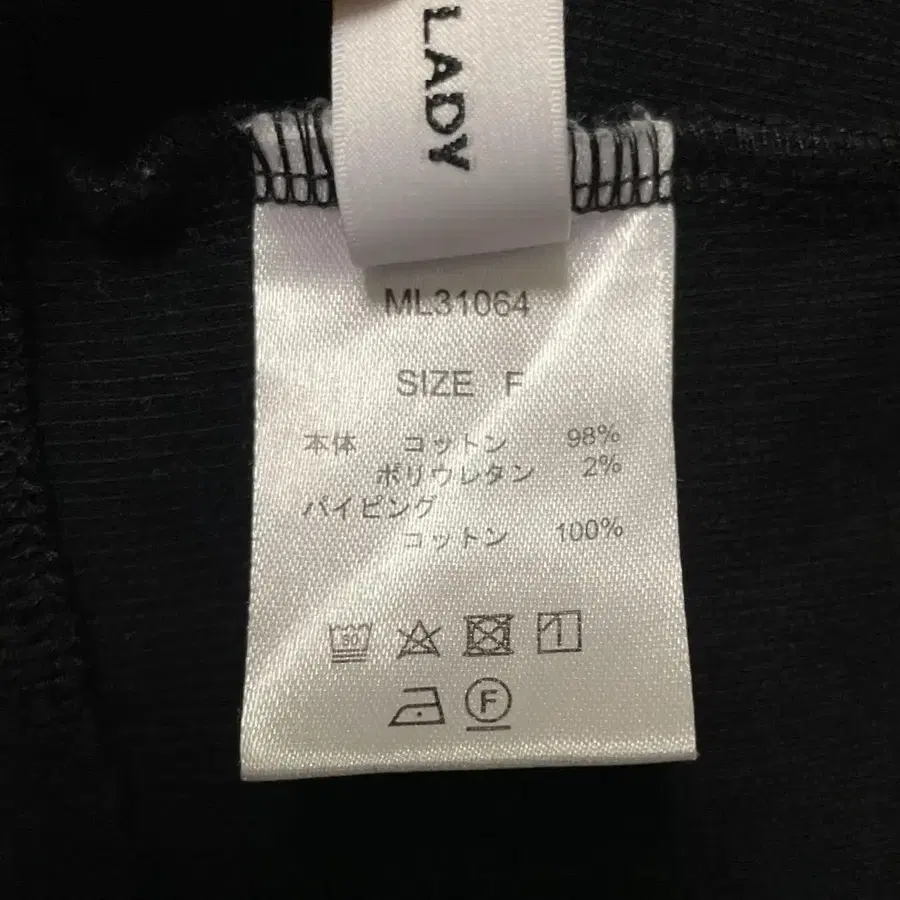 LADY
ML31064
SIZE F
本体 コットン 98%
ポリウレタン 2%
パイピング
コットン 100%
30
F